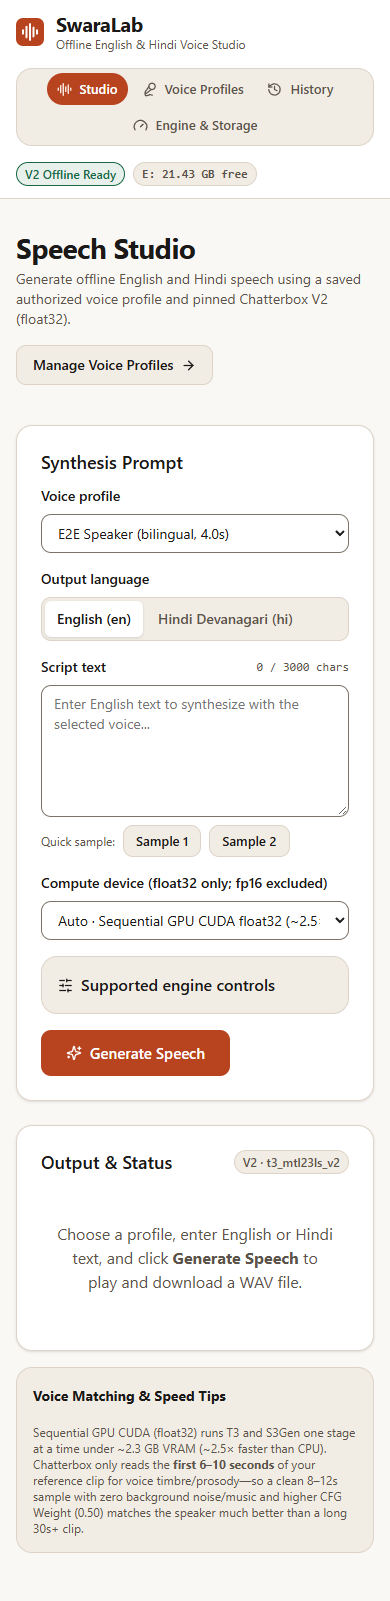 SwaraLab
Offline English & Hindi Voice Studio
Studio
Voice Profiles
History
Engine & Storage
V2 Offline Ready
E: 21.43 GB free
Speech Studio
Generate offline English and Hindi speech using a saved
authorized voice profile and pinned Chatterbox V2
(float32).
Manage Voice Profiles →
Synthesis Prompt
Voice profile
E2E Speaker (bilingual, 4.0s)
Output language
English (en)
Hindi Devanagari (hi)
Script text
0 / 3000 chars
Enter English text to synthesize with the
selected voice...
Quick sample:
Sample 1
Sample 2
Compute device (float32 only; fp16 excluded)
Auto · Sequential GPU CUDA float32 (~2.5
Supported engine controls
Generate Speech
Output & Status
V2 · t3_mtl23ls_v2
Choose a profile, enter English or Hindi
text, and click Generate Speech to
play and download a WAV file.
Voice Matching & Speed Tips
Sequential GPU CUDA (float32) runs T3 and S3Gen one stage
at a time under ~2.3 GB VRAM (~2.5× faster than CPU).
Chatterbox only reads the first 6–10 seconds of your
reference clip for voice timbre/prosody—so a clean 8–12s
sample with zero background noise/music and higher CFG
Weight (0.50) matches the speaker much better than a long
30s+ clip.